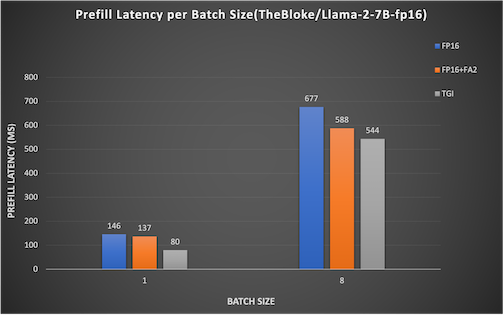 Prefill Latency per Batch Size(TheBloke/Llama-2-7B-fp16)
FP16
FP16+FA2
TGI
PREFILL LATENCY (MS)
800
700
600
500
400
300
200
100
0
146
137
80
677
588
544
1
8
BATCH SIZE